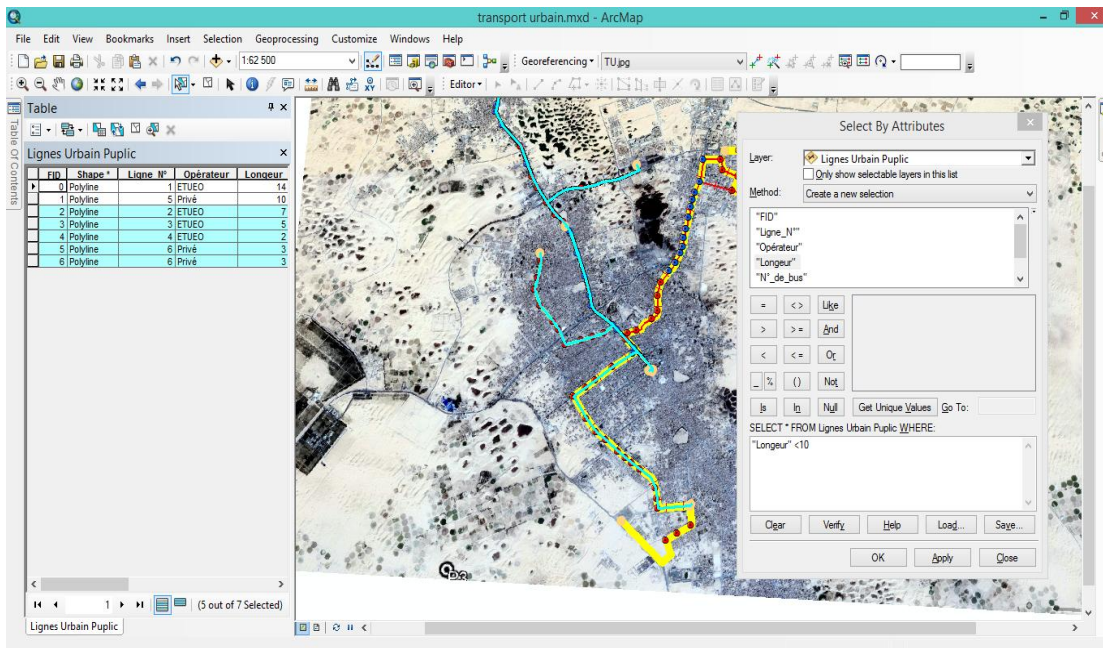 transport urbain.mxd - ArcMap
File Edit View Bookmarks Insert Selection Geoprocessing Customize Windows Help
1:62 500
Georeferencing
TU.jpg
Editor
Table
Table Of Contents
Lignes Urbain Puplic
FID Shape * Ligne N° Opérateur Longeur
0 Polyline 1 ETUEO 14
1 Polyline 5 Privé 10
2 Polyline 2 ETUEO 7
3 Polyline 3 ETUEO 5
4 Polyline 4 ETUEO 2
5 Polyline 6 Privé 3
6 Polyline 6 Privé 3
1
(5 out of 7 Selected)
Lignes Urbain Puplic
Select By Attributes
Layer: Lignes Urbain Puplic
Only show selectable layers in this list
Method: Create a new selection
"FID"
"Ligne_N°"
"Opérateur"
"Longeur"
"N°_de_bus"
= <> Like
> >= And
< <= Or
_ % () Not
Is In Null Get Unique Values Go To:
SELECT * FROM Lignes Urbain Puplic WHERE:
"Longeur" <10
Clear Verify Help Load... Save...
OK Apply Close